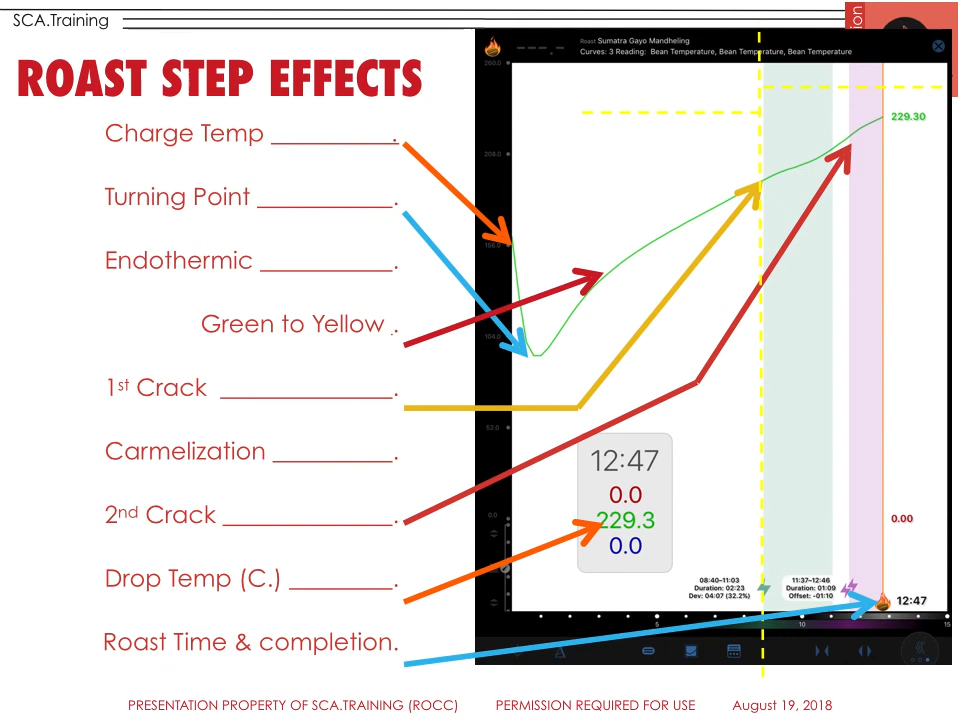 SCA.Training
ion
Roast Sumatra Gayo Mandheling
Curves: 3 Reading: Bean Temperature, Bean Temperature, Bean Temperature
ROAST STEP EFFECTS
260.0
229.30
Charge Temp __________.
208.0
Turning Point ___________.
156.0
Endothermic ___________.
Green to Yellow .
104.0
1st Crack ______________.
53.0
Carmelization __________.
12:47
0.0
229.3
0.0
2nd Crack ______________.
0.0
0.00
Drop Temp (C.) _________.
08:40–11:03
Duration: 02:23
Dev: 04:07 (32.2%)
11:37–12:46
Duration: 01:09
Offset: -01:10
12:47
5
10
15
Roast Time & completion.
PRESENTATION PROPERTY OF SCA.TRAINING (ROCC) PERMISSION REQUIRED FOR USE August 19, 2018